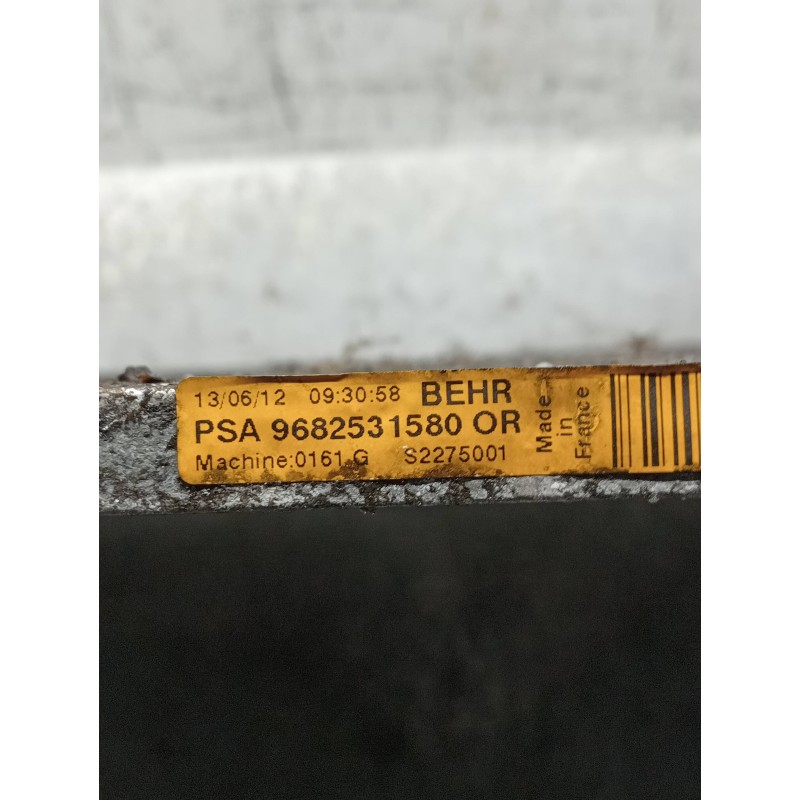 13/06/12 09:30:58 BEHR
PSA 9682531580 OR
Machine:0161 G S2275001
Made
in
France